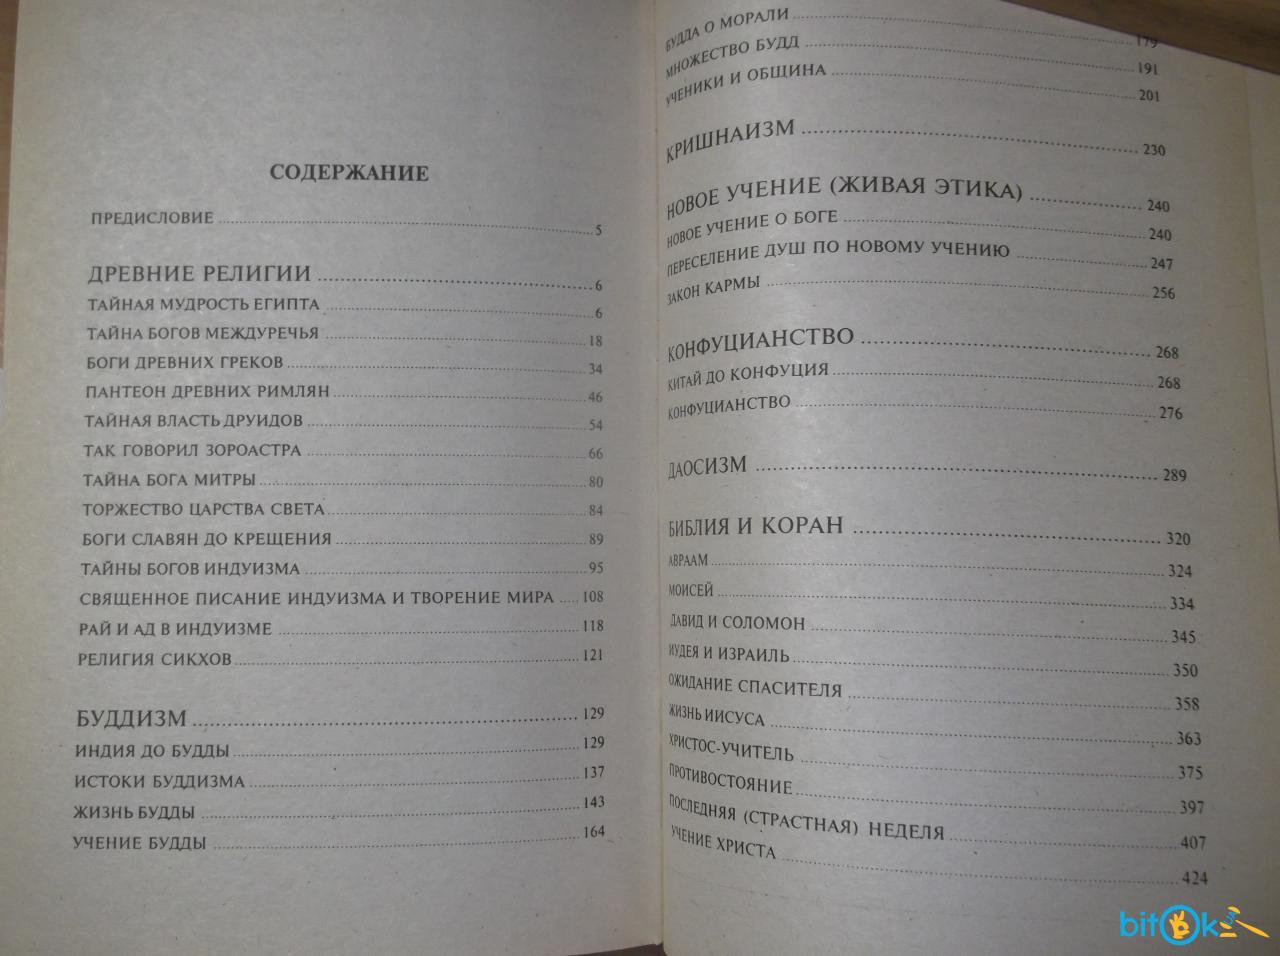 СОДЕРЖАНИЕ
ПРЕДИСЛОВИЕ 5
ДРЕВНИЕ РЕЛИГИИ 6
ТАЙНАЯ МУДРОСТЬ ЕГИПТА 6
ТАЙНА БОГОВ МЕЖДУРЕЧЬЯ 18
БОГИ ДРЕВНИХ ГРЕКОВ 34
ПАНТЕОН ДРЕВНИХ РИМЛЯН 46
ТАЙНАЯ ВЛАСТЬ ДРУИДОВ 54
ТАК ГОВОРИЛ ЗОРОАСТРА 66
ТАЙНА БОГА МИТРЫ 80
ТОРЖЕСТВО ЦАРСТВА СВЕТА 84
БОГИ СЛАВЯН ДО КРЕЩЕНИЯ 89
ТАЙНЫ БОГОВ ИНДУИЗМА 95
СВЯЩЕННОЕ ПИСАНИЕ ИНДУИЗМА И ТВОРЕНИЕ МИРА 108
РАЙ И АД В ИНДУИЗМЕ 118
РЕЛИГИЯ СИКХОВ 121
БУДДИЗМ 129
ИНДИЯ ДО БУДДЫ 129
ИСТОКИ БУДДИЗМА 137
ЖИЗНЬ БУДДЫ 143
УЧЕНИЕ БУДДЫ 164
БУДДА О МОРАЛИ 179
МНОЖЕСТВО БУДД 191
УЧЕНИКИ И ОБЩИНА 201
КРИШНАИЗМ 230
НОВОЕ УЧЕНИЕ (ЖИВАЯ ЭТИКА) 240
НОВОЕ УЧЕНИЕ О БОГЕ 240
ПЕРЕСЕЛЕНИЕ ДУШ ПО НОВОМУ УЧЕНИЮ 247
ЗАКОН КАРМЫ 256
КОНФУЦИАНСТВО 268
КИТАЙ ДО КОНФУЦИЯ 268
КОНФУЦИАНСТВО 276
ДАОСИЗМ 289
БИБЛИЯ И КОРАН 320
АВРААМ 324
МОИСЕЙ 334
ДАВИД И СОЛОМОН 345
ИУДЕЯ И ИЗРАИЛЬ 350
ОЖИДАНИЕ СПАСИТЕЛЯ 358
ЖИЗНЬ ИИСУСА 363
ХРИСТОС-УЧИТЕЛЬ 375
ПРОТИВОСТОЯНИЕ 397
ПОСЛЕДНЯЯ (СТРАСТНАЯ) НЕДЕЛЯ 407
УЧЕНИЕ ХРИСТА 424
bitOk